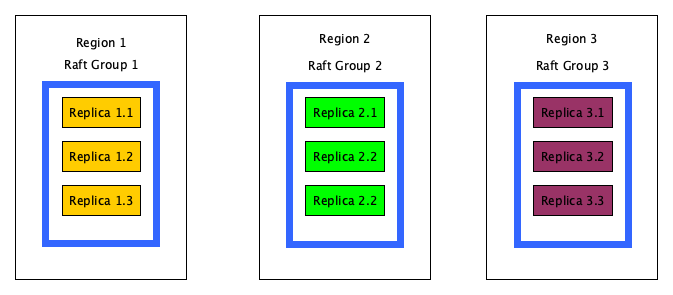 Region 1
Raft Group 1
Replica 1.1
Replica 1.2
Replica 1.3
Region 2
Raft Group 2
Replica 2.1
Replica 2.2
Replica 2.2
Region 3
Raft Group 3
Replica 3.1
Replica 3.2
Replica 3.3